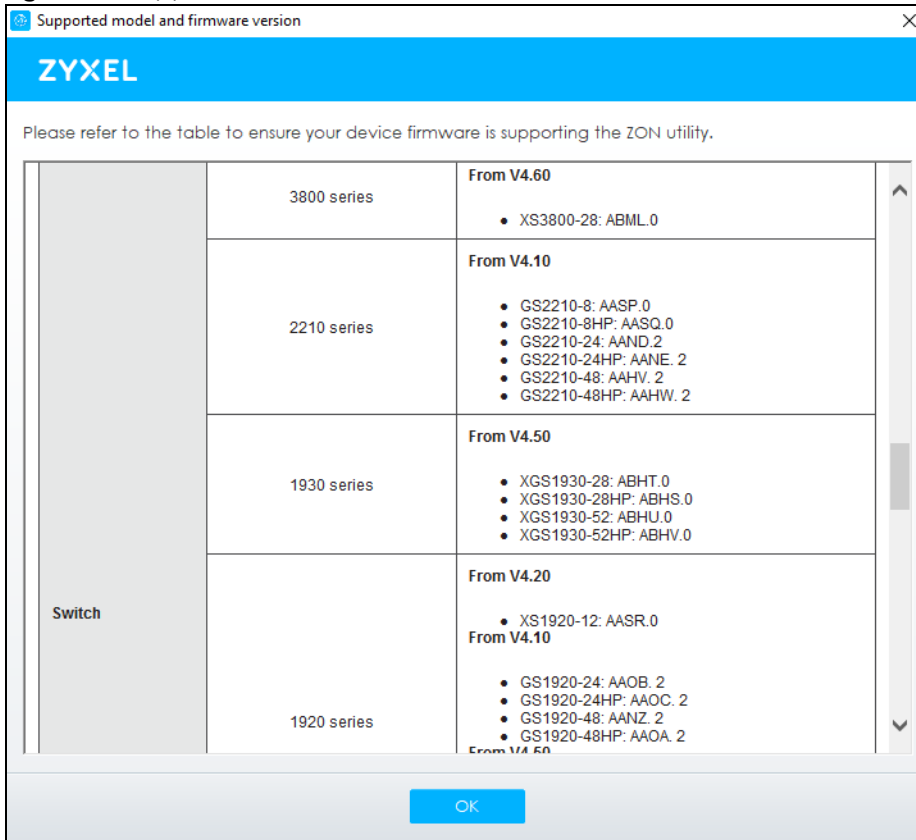 Supported model and firmware version
ZYXEL
Please refer to the table to ensure your device firmware is supporting the ZON utility.
Switch
3800 series
From V4.60
• XS3800-28: ABML.0
2210 series
From V4.10
• GS2210-8: AASP.0
• GS2210-8HP: AASQ.0
• GS2210-24: AAND.2
• GS2210-24HP: AANE. 2
• GS2210-48: AAHV. 2
• GS2210-48HP: AAHW. 2
1930 series
From V4.50
• XGS1930-28: ABHT.0
• XGS1930-28HP: ABHS.0
• XGS1930-52: ABHU.0
• XGS1930-52HP: ABHV.0
1920 series
From V4.20
• XS1920-12: AASR.0
From V4.10
• GS1920-24: AAOB. 2
• GS1920-24HP: AAOC. 2
• GS1920-48: AANZ. 2
• GS1920-48HP: AAOA. 2
From V4.50
OK